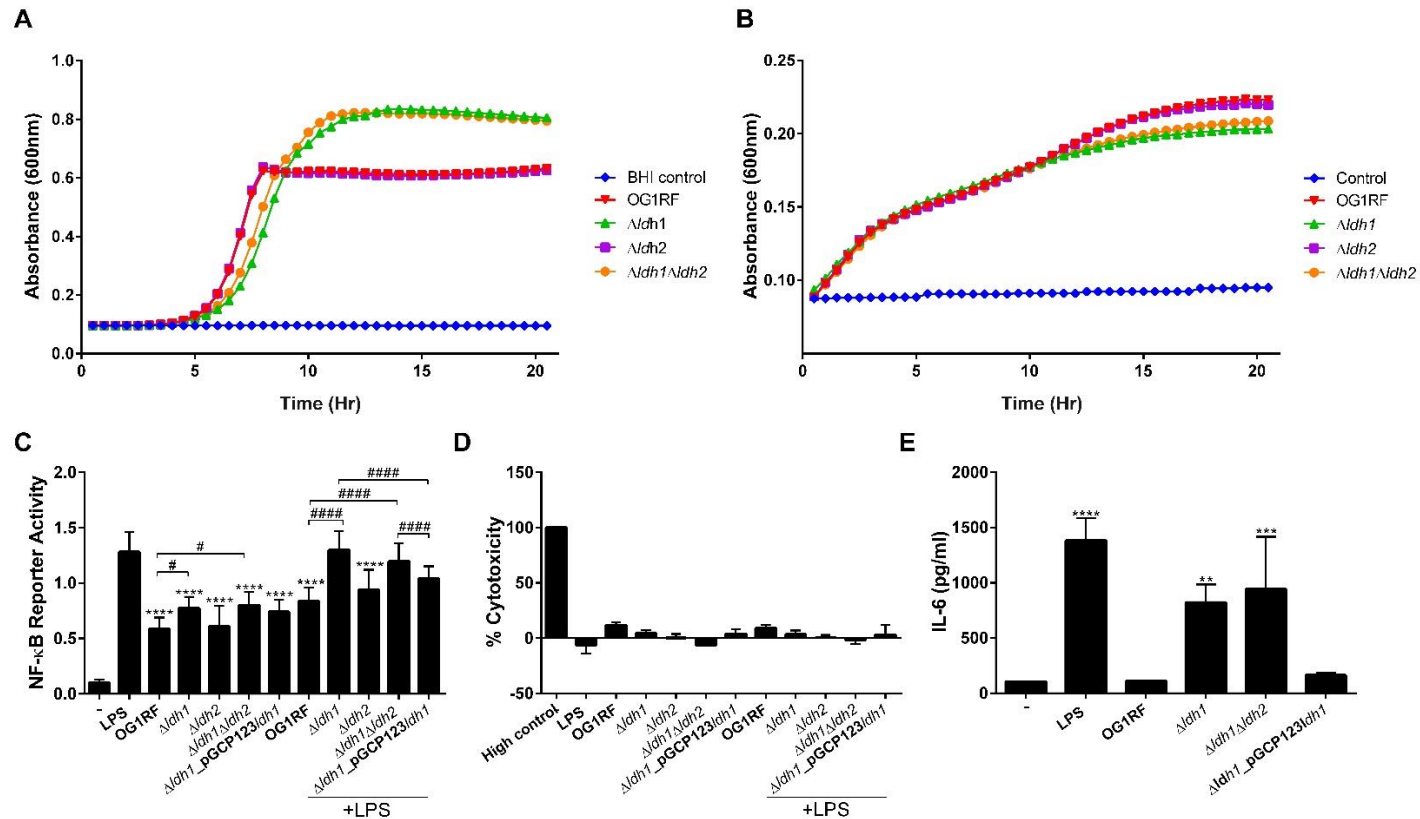 A
1.0
0.8
0.6
0.4
0.2
0.0
Absorbance (600nm)
0
5
10
15
20
Time (Hr)
BHI control
OG1RF
Δldh1
Δldh2
Δldh1Δldh2
B
0.25
0.20
0.15
0.10
Absorbance (600nm)
0
5
10
15
20
Time (Hr)
Control
OG1RF
Δldh1
Δldh2
Δldh1Δldh2
C
2.0
1.5
1.0
0.5
0.0
NF-κB Reporter Activity
####
####
####
####
#
#
****
****
****
****
****
****
****
-
LPS
OG1RF
Δldh1
Δldh2
Δldh1Δldh2
Δldh1_pGCP123ldh1
OG1RF
Δldh1
Δldh2
Δldh1Δldh2
Δldh1_pGCP123ldh1
+LPS
D
150
100
50
0
-50
% Cytotoxicity
High control
LPS
OG1RF
Δldh1
Δldh2
Δldh1Δldh2
Δldh1_pGCP123ldh1
OG1RF
Δldh1
Δldh2
Δldh1Δldh2
Δldh1_pGCP123ldh1
+LPS
E
2000
1500
1000
500
0
IL-6 (pg/ml)
****
**
***
-
LPS
OG1RF
Δldh1
Δldh1Δldh2
Δldh1_pGCP123ldh1